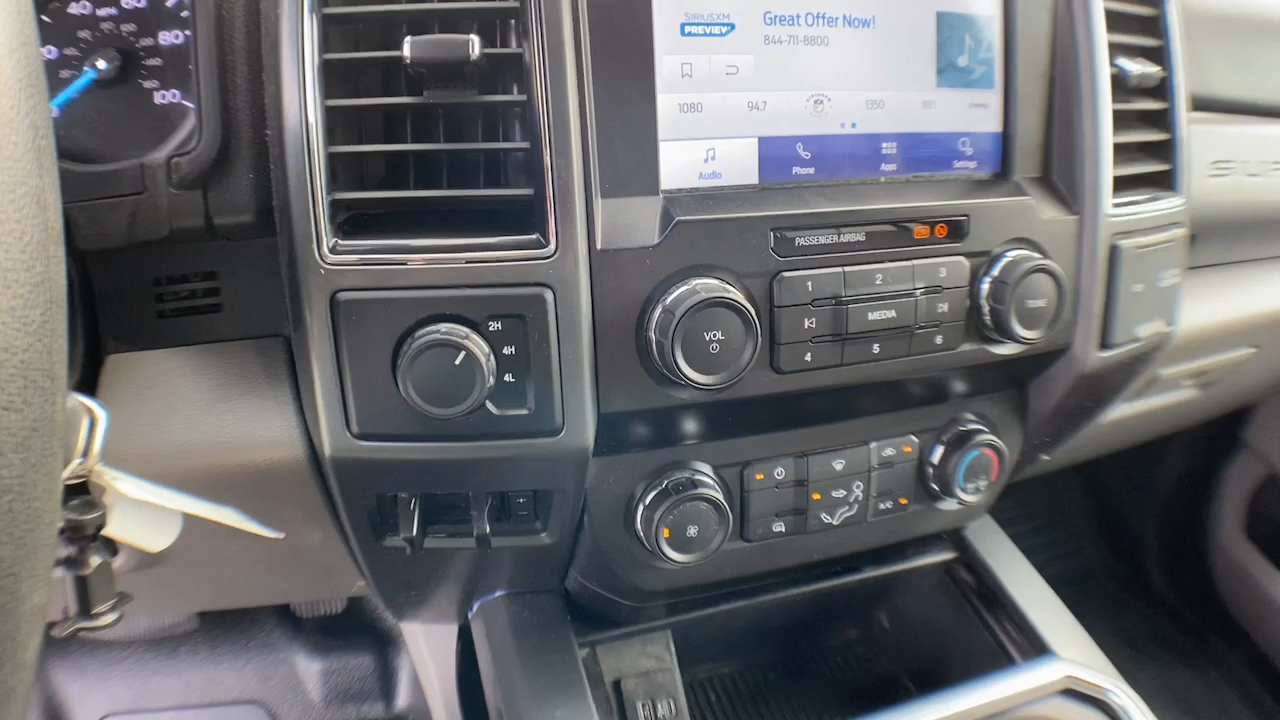 40 MPH 60
80
100
SIRIUSXM
PREVIEW
Great Offer Now!
844-711-8800
1080 94.7 1350
Audio Phone Apps Settings
PASSENGER AIRBAG
1 2 3
VOL MEDIA TUNE
4 5 6
2H
4H
4L
+
A/C